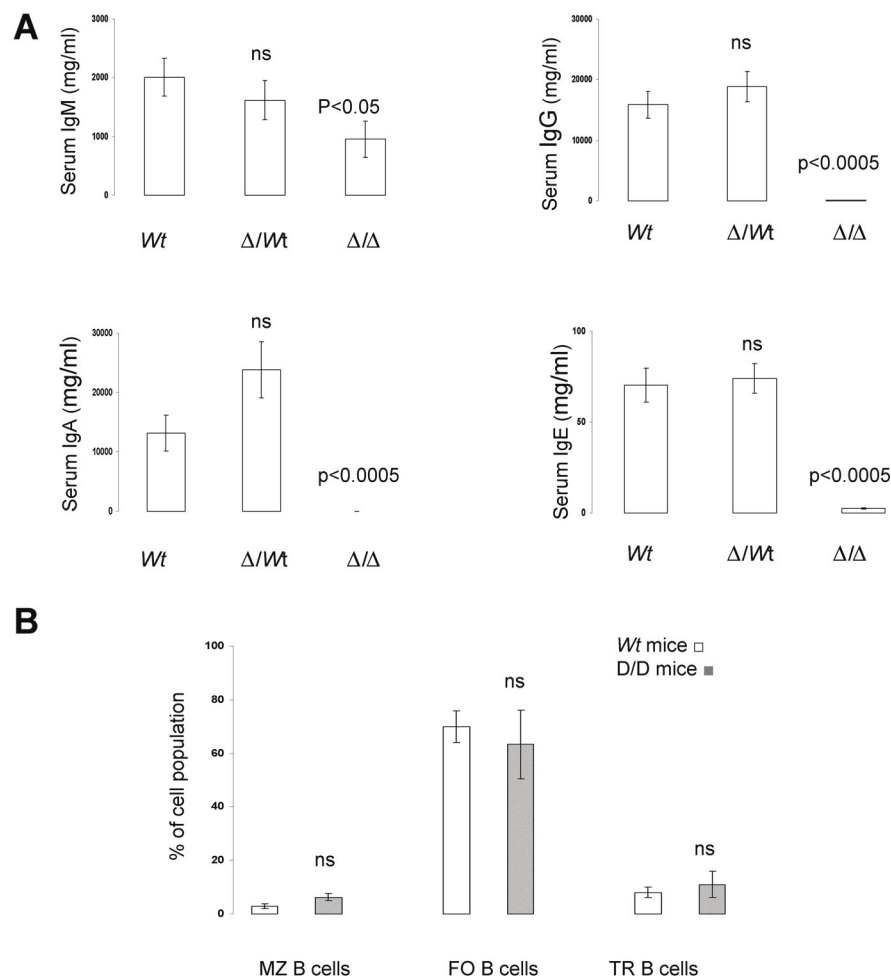 A
Serum IgM (mg/ml)
3000
2000
1000
0
ns
P<0.05
Wt
Δ/Wt
Δ/Δ
Serum IgG (mg/ml)
30000
20000
10000
0
ns
p<0.0005
Wt
Δ/Wt
Δ/Δ
Serum IgA (mg/ml)
30000
20000
10000
0
ns
p<0.0005
Wt
Δ/Wt
Δ/Δ
Serum IgE (mg/ml)
100
50
0
ns
p<0.0005
Wt
Δ/Wt
Δ/Δ
B
% of cell population
100
80
60
40
20
0
Wt mice
D/D mice
ns
ns
ns
MZ B cells
FO B cells
TR B cells